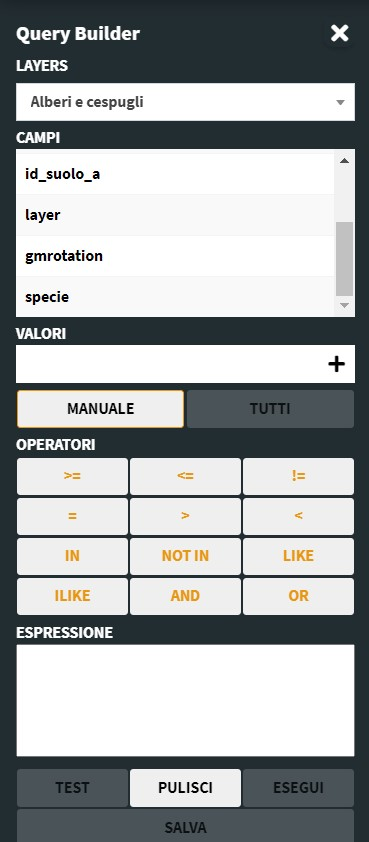 Query Builder
LAYERS
Alberi e cespugli
CAMPI
id_suolo_a
layer
gmrotation
specie
VALORI
MANUALE TUTTI
OPERATORI
>= <= !=
= > <
IN NOT IN LIKE
ILIKE AND OR
ESPRESSIONE
TEST PULISCI ESEGUI
SALVA